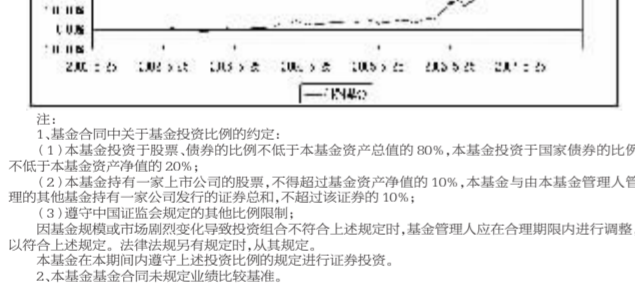 注:
1、基金合同中关于基金投资比例的约定:
(1)本基金投资于股票、债券的比例不低于本基金资产总值的 80%,本基金投资于国家债券的比例
不低于本基金资产净值的 20%;
(2)本基金持有一家上市公司的股票,不得超过基金资产净值的 10%,本基金与由本基金管理人管
理的其他基金持有一家公司发行的证券总和,不超过该证券的 10%;
(3)遵守中国证监会规定的其他比例限制;
因基金规模或市场剧烈变化导致投资组合不符合上述规定时,基金管理人应在合理期限内进行调整,
以符合上述规定。法律法规另有规定时,从其规定。
本基金在本期间内遵守上述投资比例的规定进行证券投资。
2、本基金基金合同未规定业绩比较基准。